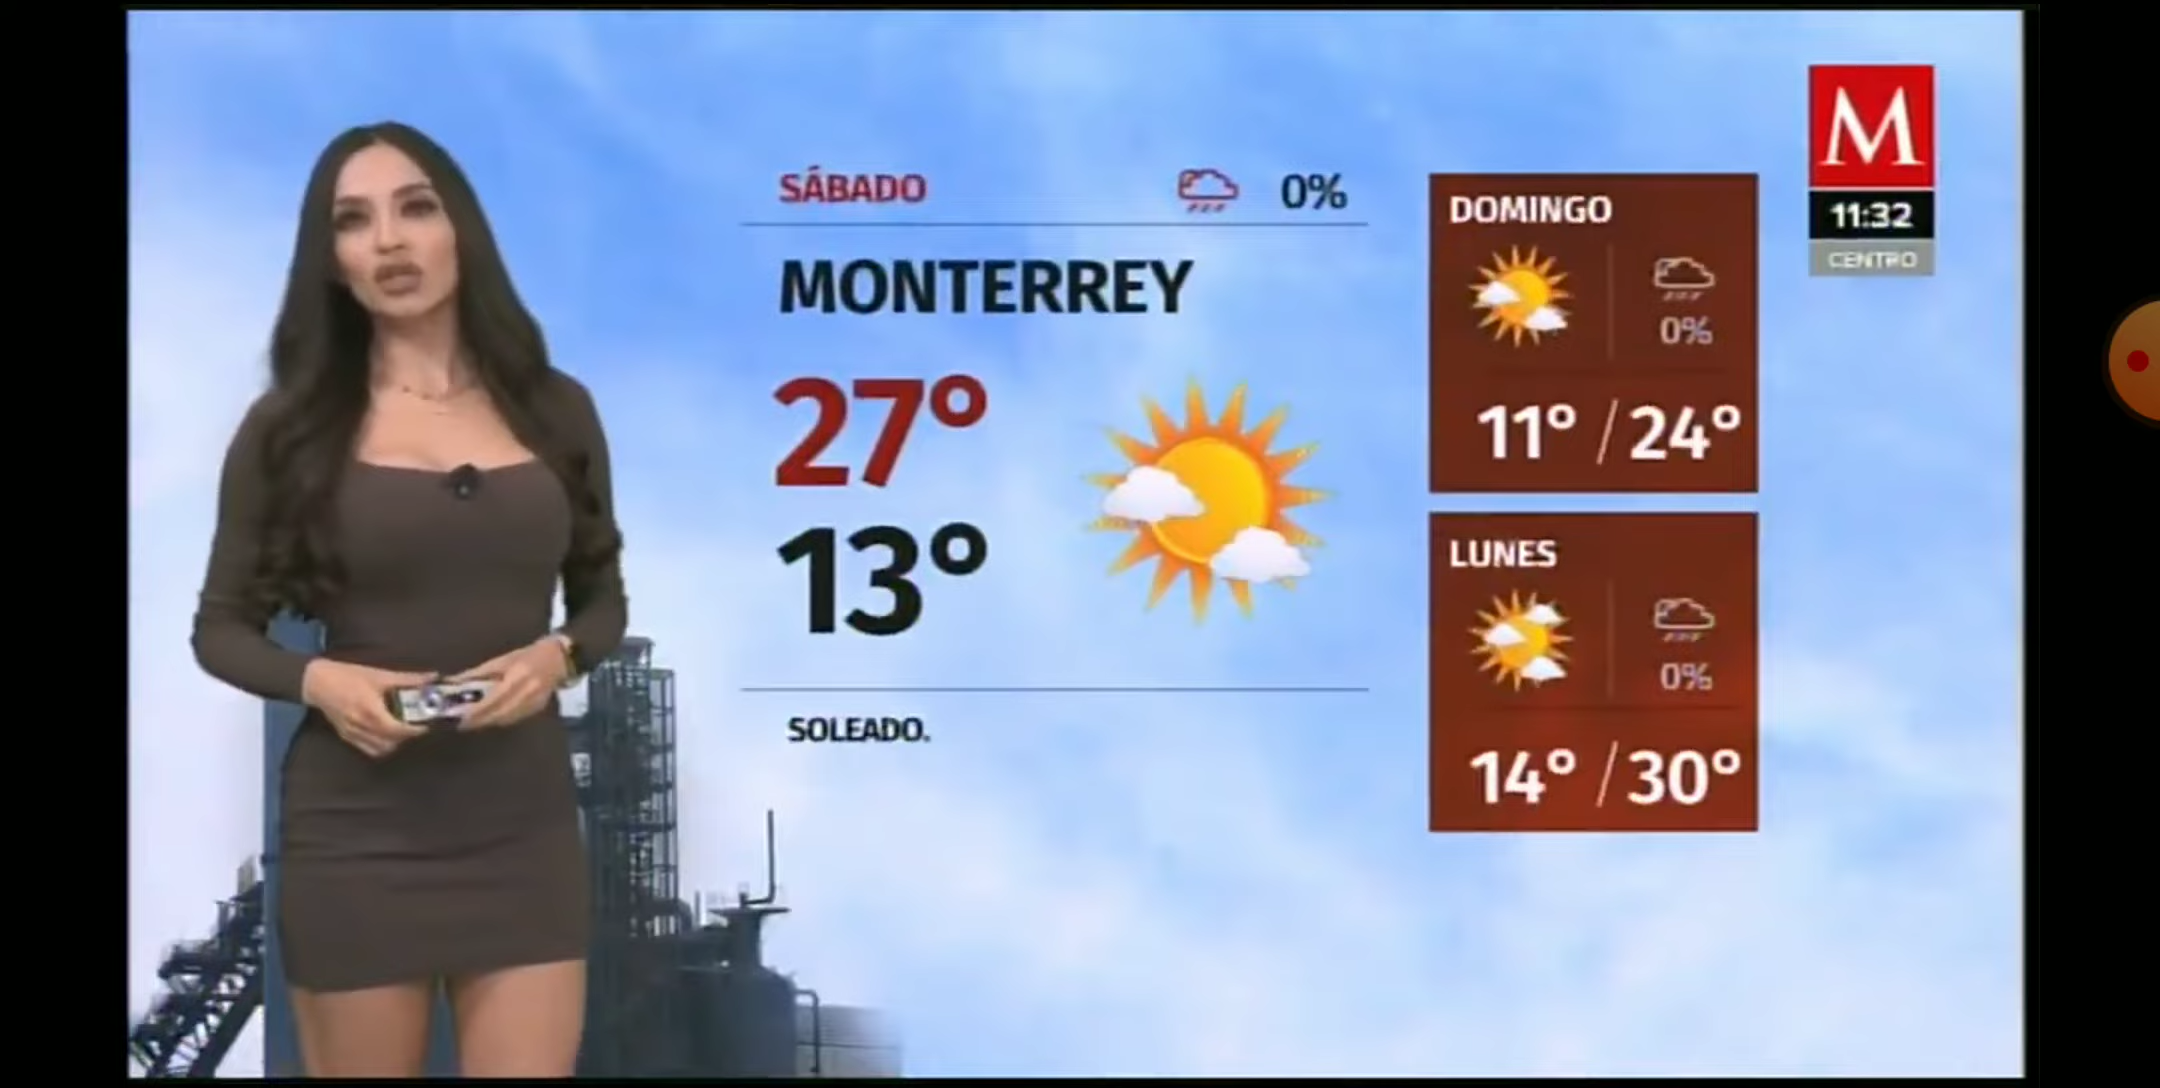 SÁBADO 0%
MONTERREY
27°
13°
SOLEADO.
DOMINGO
0%
11° / 24°
LUNES
0%
14° / 30°
M
11:32
CENTRO